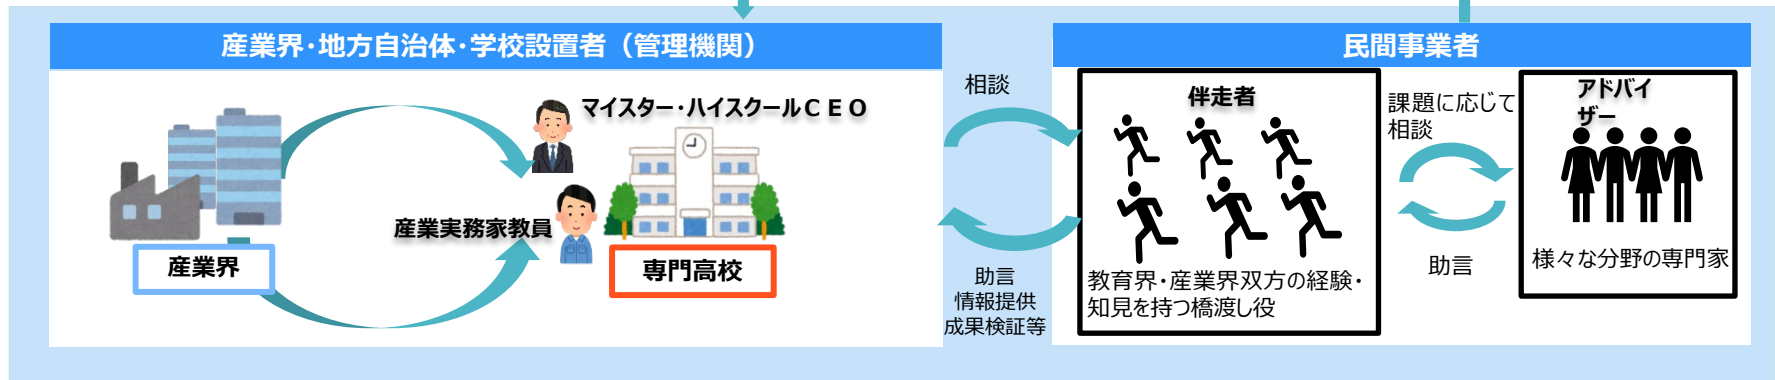 産業界・地方自治体・学校設置者（管理機関）
マイスター・ハイスクールＣＥＯ
産業実務家教員
産業界
専門高校
相談
助言
情報提供
成果検証等
民間事業者
伴走者
教育界・産業界双方の経験・
知見を持つ橋渡し役
課題に応じて
相談
助言
アドバイ
ザー
様々な分野の専門家